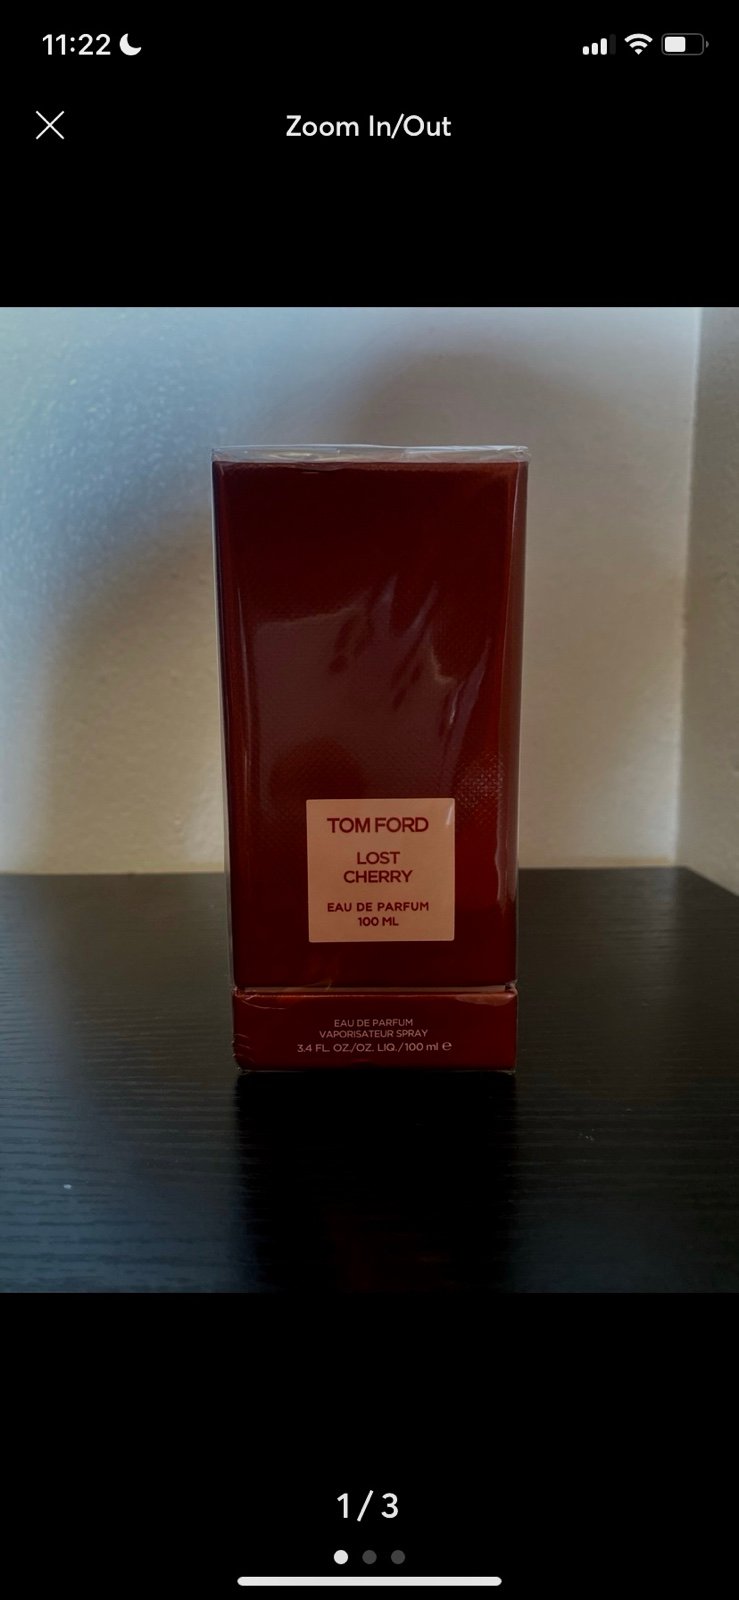 11:22
Zoom In/Out
TOM FORD
LOST
CHERRY
EAU DE PARFUM
100 ML
EAU DE PARFUM
VAPORISATEUR SPRAY
3.4 FL. OZ./OZ. LIQ./100 ml ℮
1/3